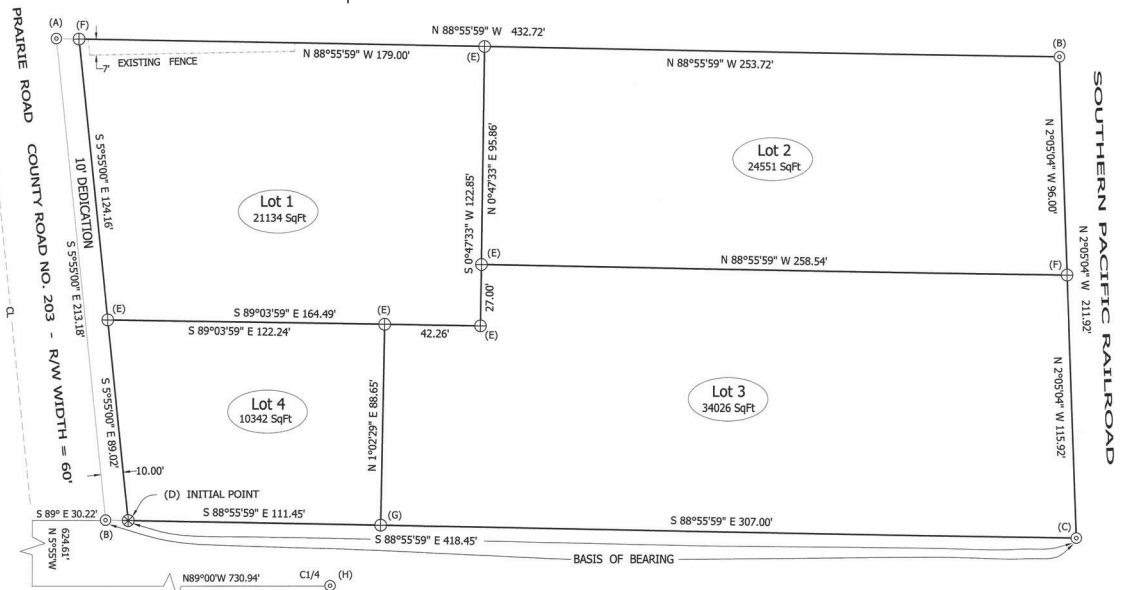 N 88°55'59" W 432.72'
(A)
(F)
N 88°55'59" W 179.00'
EXISTING FENCE
7'
(E)
N 88°55'59" W 253.72'
(B)
PRAIRIE ROAD COUNTY ROAD NO. 203 - R/W WIDTH = 60'
SOUTHERN PACIFIC RAILROAD
S 5°55'00" E 124.16'
10' DEDICATION
S 5°55'00" E 213.18'
CL
Lot 1
21134 SqFt
N 0°47'33" E 95.86'
S 0°47'33" W 122.85'
Lot 2
24551 SqFt
N 2°05'04" W 96.00'
N 2°05'04" W 211.92'
(E)
N 88°55'59" W 258.54'
(F)
27.00'
(E)
S 89°03'59" E 164.49'
(E)
S 89°03'59" E 122.24'
42.26'
(E)
S 5°55'00" E 89.02'
Lot 4
10342 SqFt
N 1°02'29" E 88.65'
Lot 3
34026 SqFt
N 2°05'04" W 115.92'
10.00'
(D) INITIAL POINT
S 89° E 30.22'
(B)
S 88°55'59" E 111.45'
(G)
S 88°55'59" E 307.00'
(C)
S 88°55'59" E 418.45'
BASIS OF BEARING
624.61'
N 5°55'W
N89°00'W 730.94'
C1/4
(H)